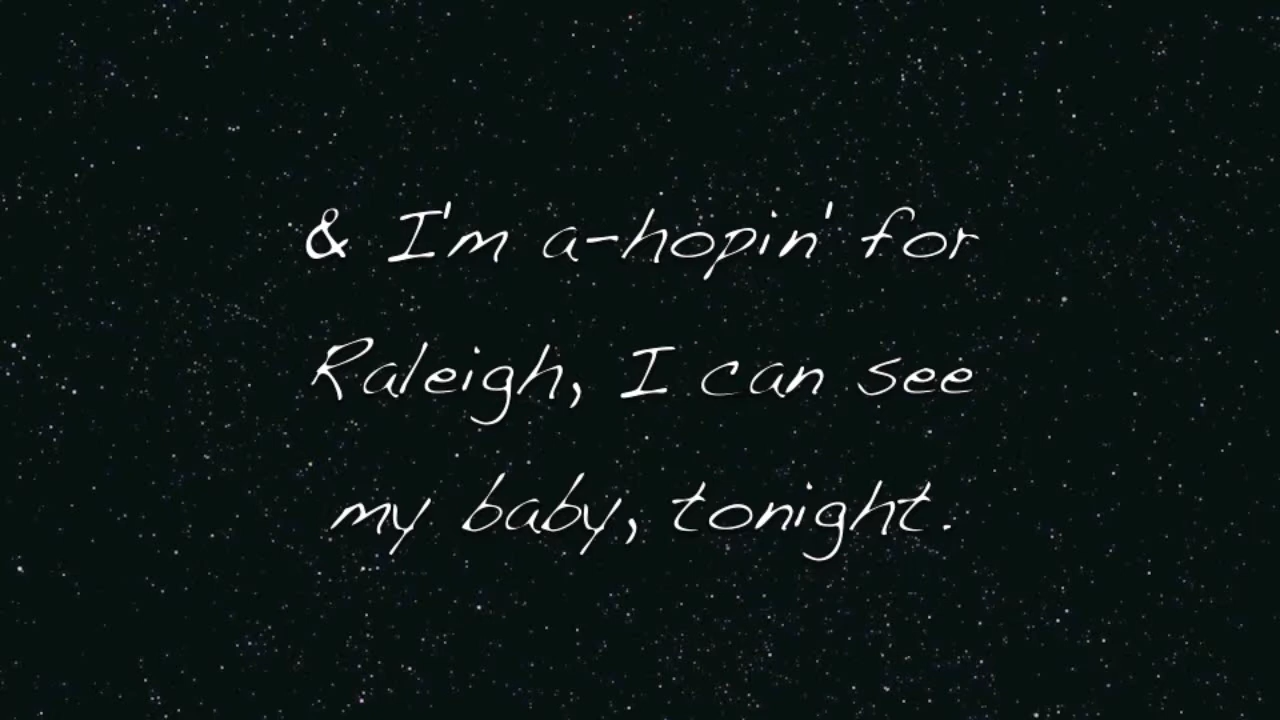 & I'm a-hopin' for
Raleigh, I can see
my baby, tonight.